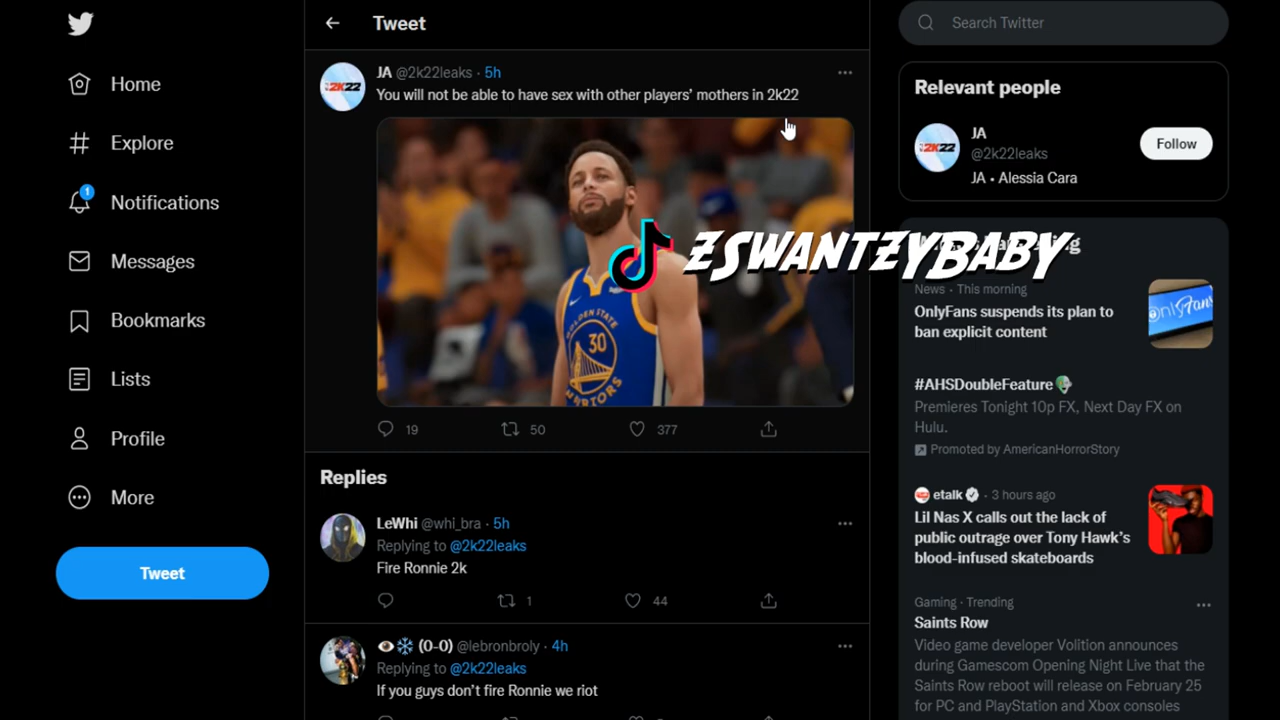 Home
Explore
1
Notifications
Messages
Bookmarks
Lists
Profile
More
Tweet
Tweet
JA @2k22leaks · 5h
You will not be able to have sex with other players’ mothers in 2k22
2K22
GOLDEN STATE
30
WARRIORS
ZSWANTZYBABY
19 50 377
Replies
LeWhi @whi_bra · 5h
Replying to @2k22leaks
Fire Ronnie 2k
1 44
(0-0) @lebronbroly · 4h
Replying to @2k22leaks
If you guys don’t fire Ronnie we riot
Search Twitter
Relevant people
2K22
JA
@2k22leaks
Follow
JA • Alessia Cara
News · This morning
OnlyFans suspends its plan to
ban explicit content
#AHSDoubleFeature
Premieres Tonight 10p FX, Next Day FX on
Hulu.
Promoted by AmericanHorrorStory
etalk · 3 hours ago
Lil Nas X calls out the lack of
public outrage over Tony Hawk’s
blood-infused skateboards
Gaming · Trending
Saints Row
Video game developer Volition announces
during Gamescom Opening Night Live that the
Saints Row reboot will release on February 25
for PC and PlayStation and Xbox consoles